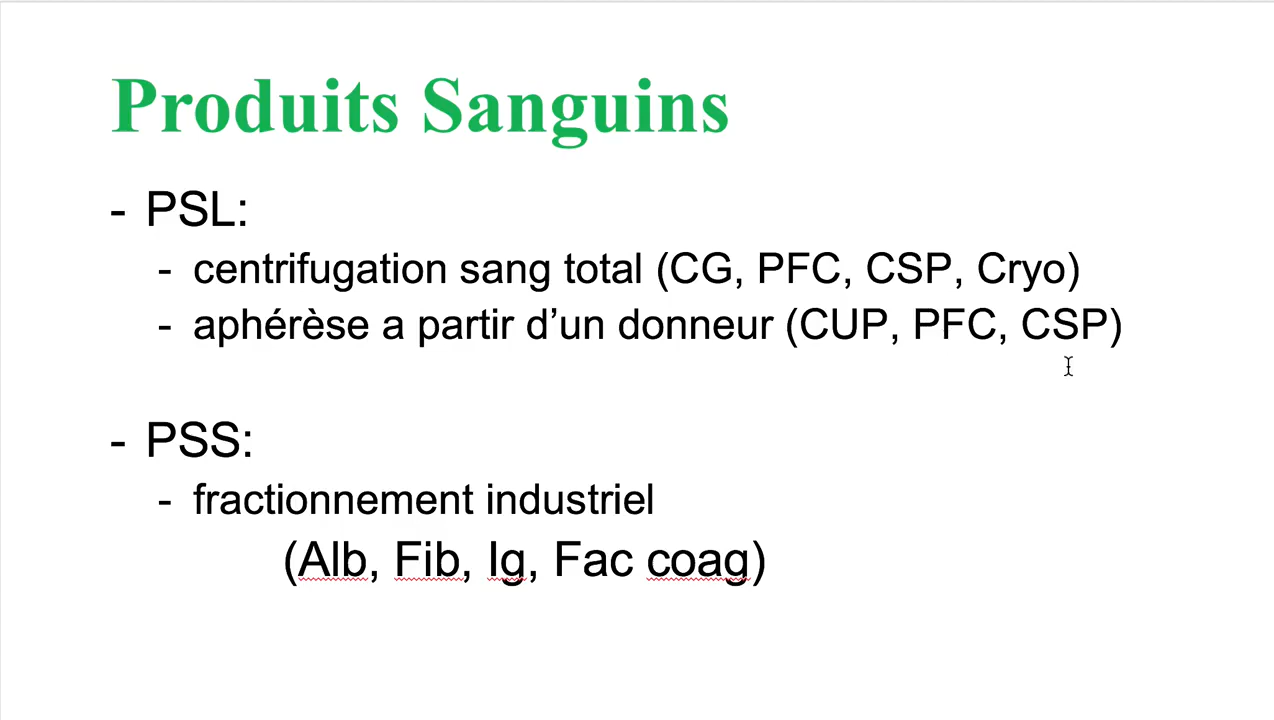 Produits Sanguins
- PSL:
- centrifugation sang total (CG, PFC, CSP, Cryo)
- aphérèse a partir d’un donneur (CUP, PFC, CSP)
- PSS:
- fractionnement industriel
(Alb, Fib, Ig, Fac coag)